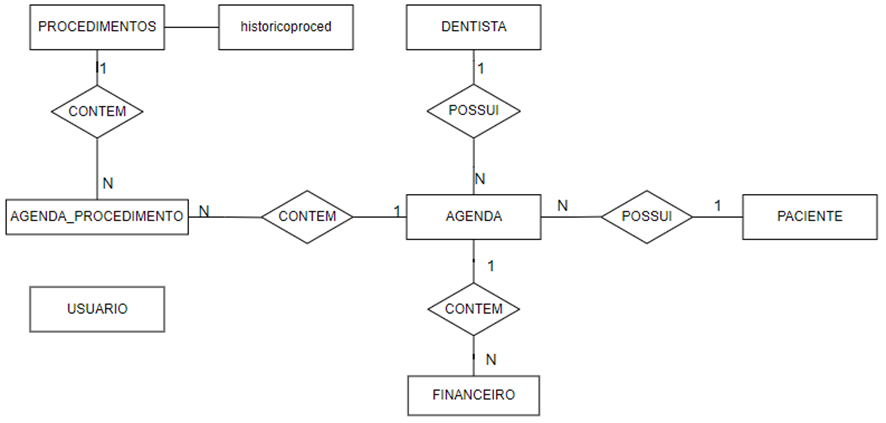 PROCEDIMENTOS
historicoproced
DENTISTA
1
1
CONTEM
POSSUI
N
N
AGENDA_PROCEDIMENTO
N
CONTEM
1
AGENDA
N
POSSUI
1
PACIENTE
1
USUARIO
CONTEM
N
FINANCEIRO